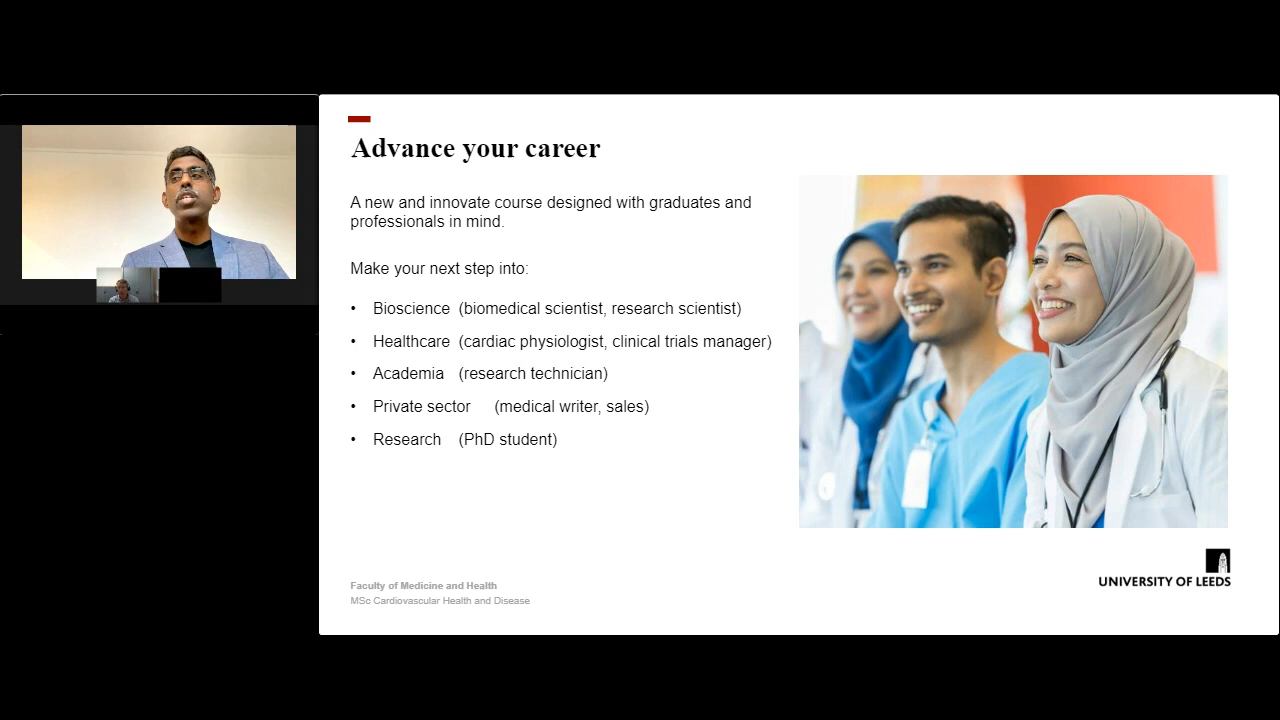 Advance your career
A new and innovate course designed with graduates and
professionals in mind.
Make your next step into:
• Bioscience (biomedical scientist, research scientist)
• Healthcare (cardiac physiologist, clinical trials manager)
• Academia (research technician)
• Private sector (medical writer, sales)
• Research (PhD student)
Faculty of Medicine and Health
MSc Cardiovascular Health and Disease
UNIVERSITY OF LEEDS